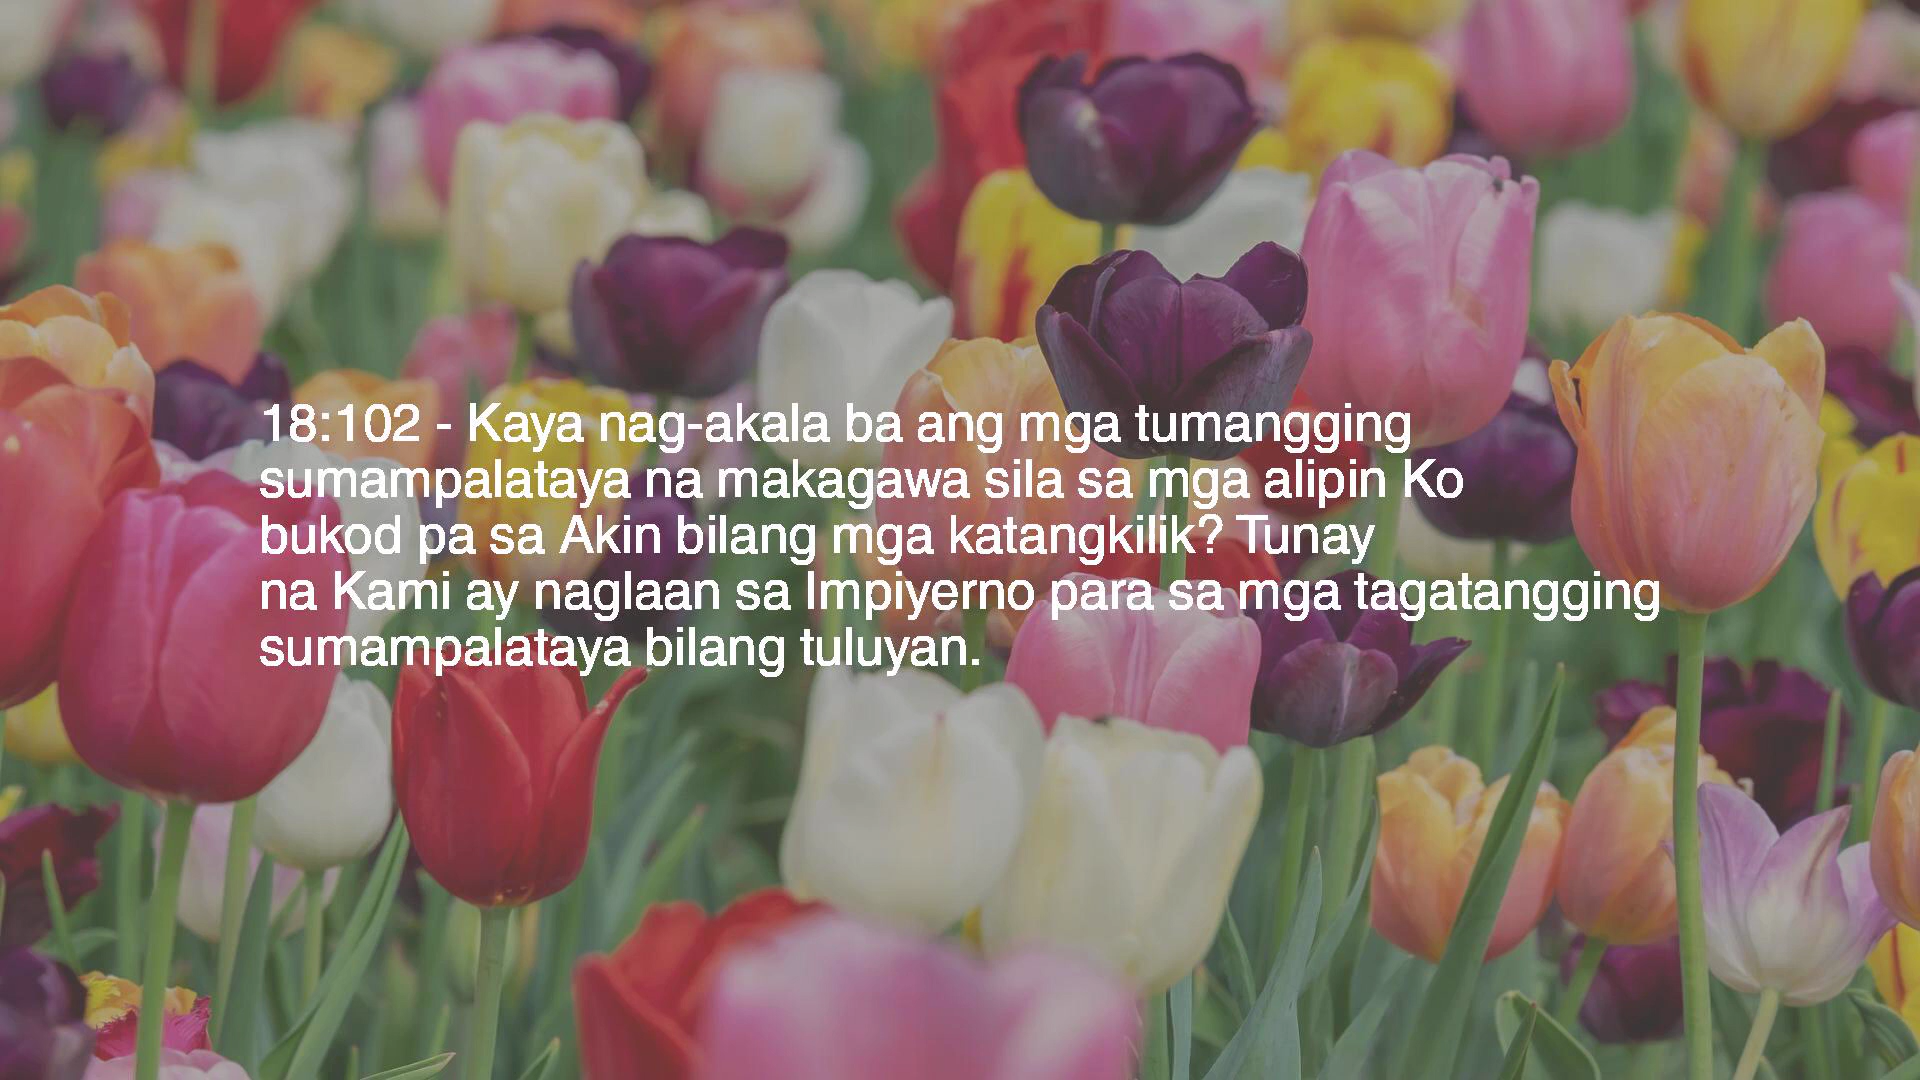 18:102 - Kaya nag-akala ba ang mga tumangging
sumampalataya na makagawa sila sa mga alipin Ko
bukod pa sa Akin bilang mga katangkilik? Tunay
na Kami ay naglaan sa Impiyerno para sa mga tagatangging
sumampalataya bilang tuluyan.